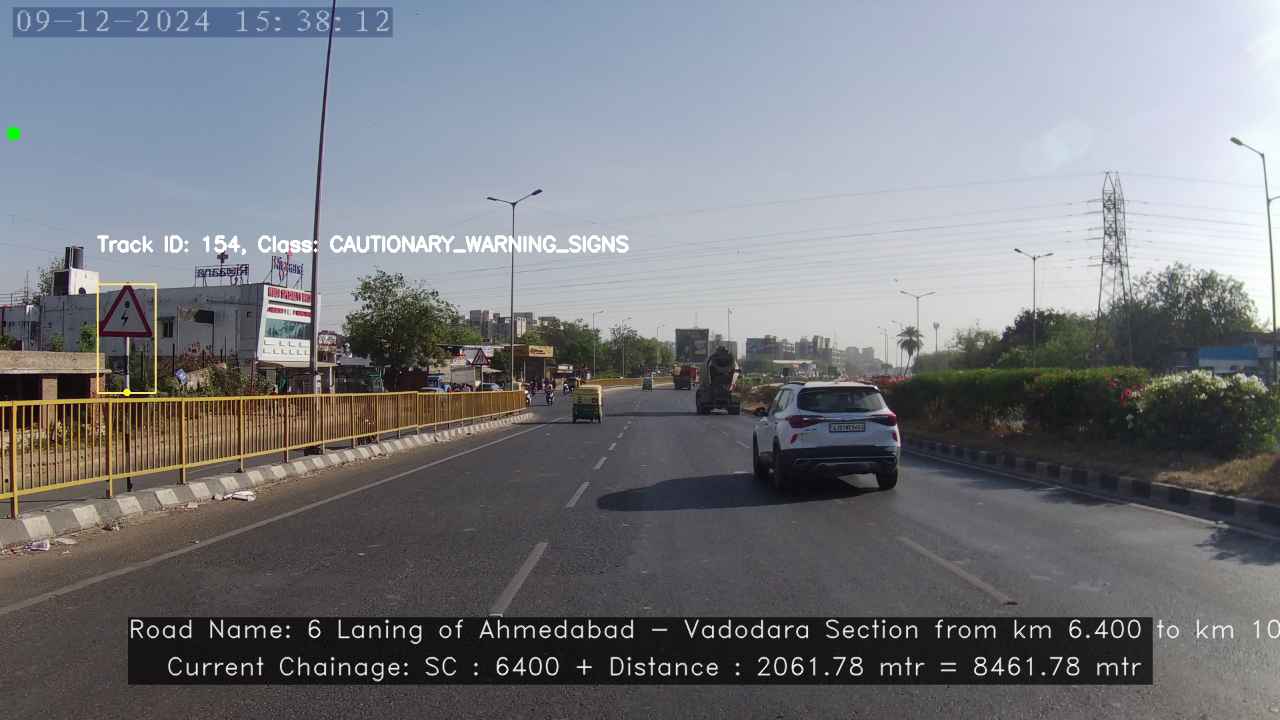 09-12-2024 15:38:12
Track ID: 154, Class: CAUTIONARY_WARNING_SIGNS
Road Name: 6 Laning of Ahmedabad - Vadodara Section from km 6.400 to km 10
Current Chainage: SC : 6400 + Distance : 2061.78 mtr = 8461.78 mtr